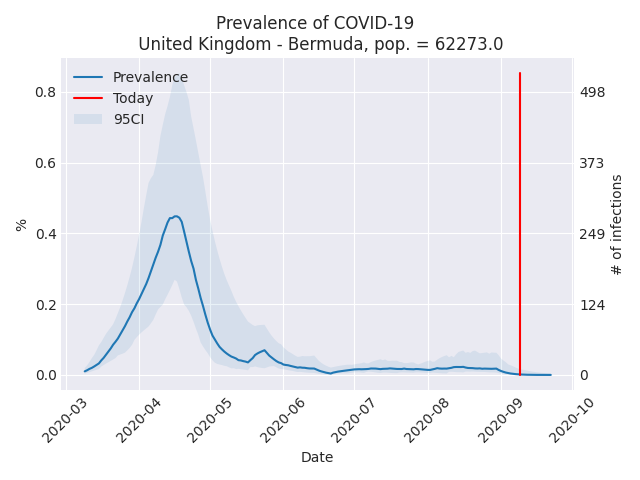 Prevalence of COVID-19
United Kingdom - Bermuda, pop. = 62273.0
Prevalence
Today
95CI
0.8
0.6
0.4
0.2
0.0
%
498
373
249
124
0
# of infections
2020-03
2020-04
2020-05
2020-06
2020-07
2020-08
2020-09
2020-10
Date